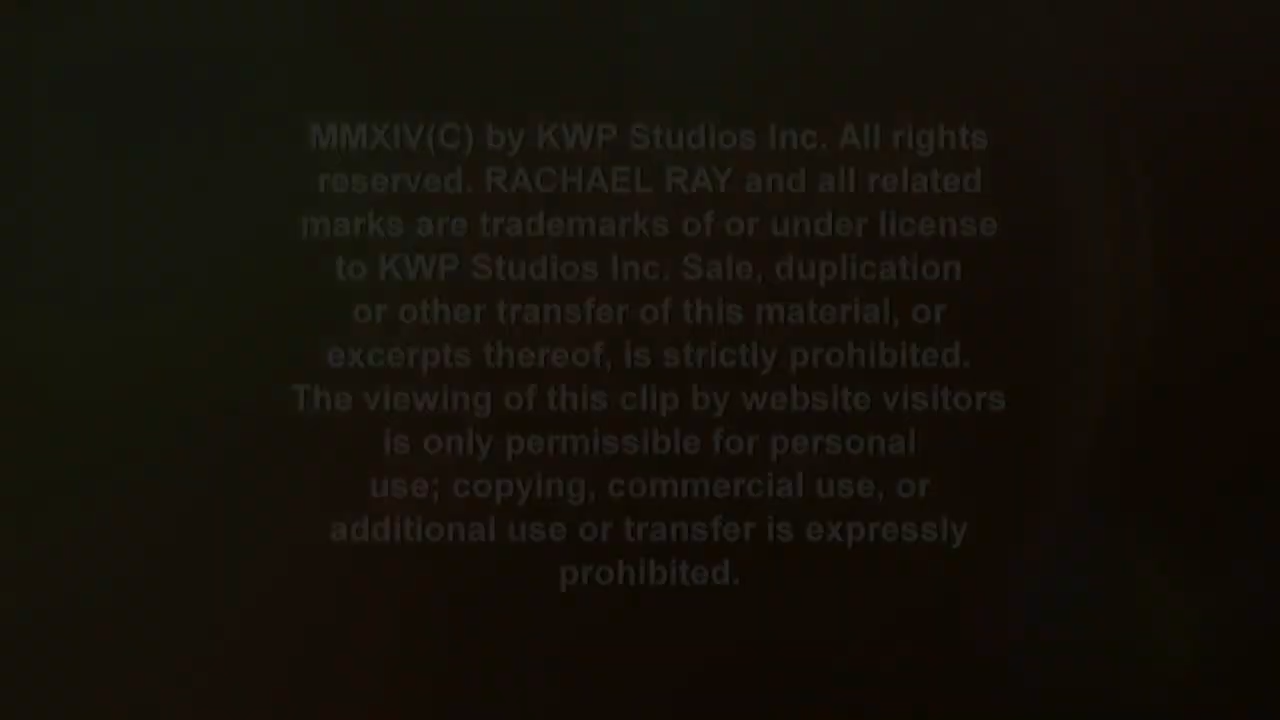 MMXIV(C) by KWP Studios Inc. All rights
reserved. RACHAEL RAY and all related
marks are trademarks of or under license
to KWP Studios Inc. Sale, duplication
or other transfer of this material, or
excerpts thereof, is strictly prohibited.
The viewing of this clip by website visitors
is only permissible for personal
use; copying, commercial use, or
additional use or transfer is expressly
prohibited.